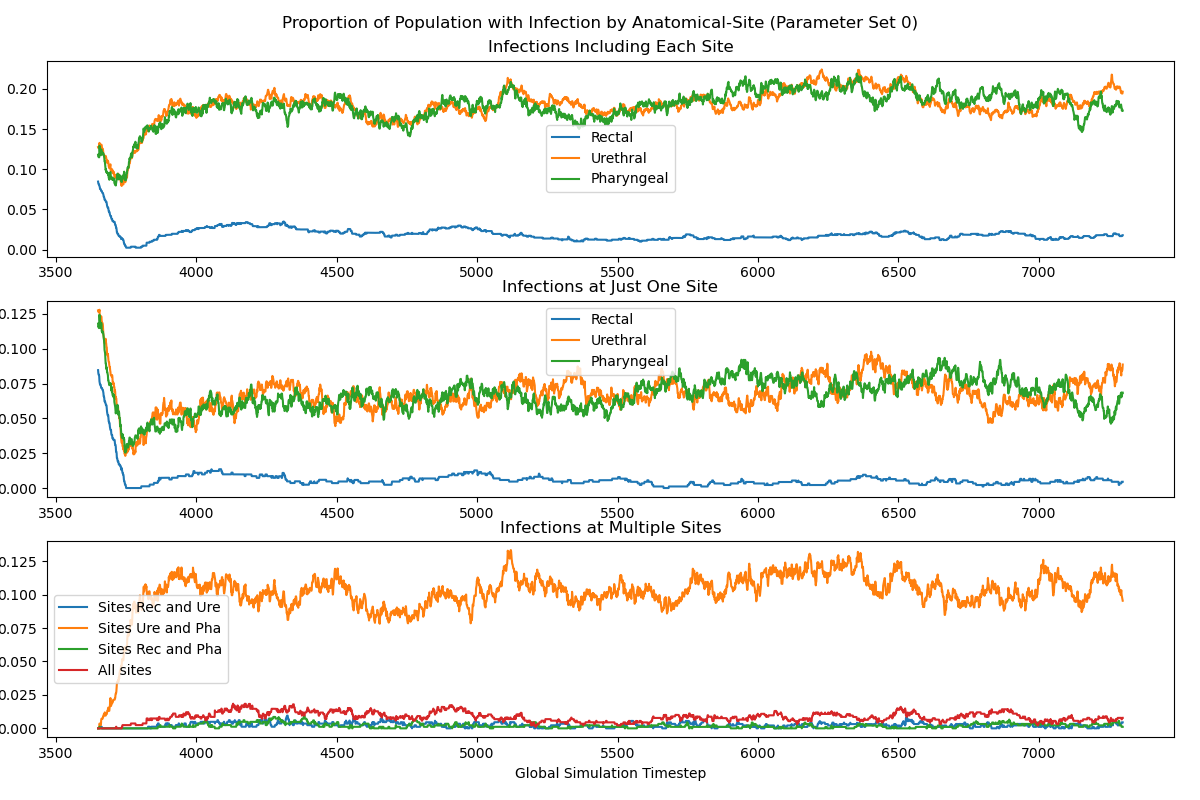 Proportion of Population with Infection by Anatomical-Site (Parameter Set 0)
Infections Including Each Site
0.20
0.15
0.10
0.05
0.00
Rectal
Urethral
Pharyngeal
3500 4000 4500 5000 5500 6000 6500 7000
Infections at Just One Site
0.125
0.100
0.075
0.050
0.025
0.000
Rectal
Urethral
Pharyngeal
3500 4000 4500 5000 5500 6000 6500 7000
Infections at Multiple Sites
0.125
0.100
0.075
0.050
0.025
0.000
Sites Rec and Ure
Sites Ure and Pha
Sites Rec and Pha
All sites
3500 4000 4500 5000 5500 6000 6500 7000
Global Simulation Timestep